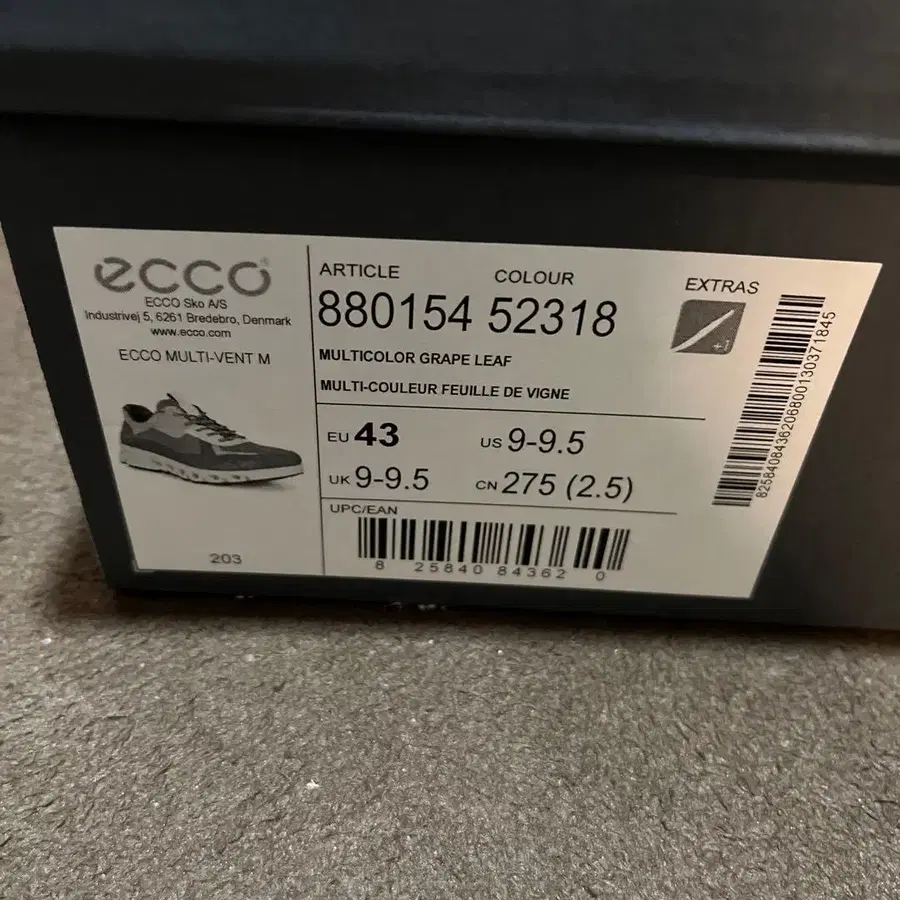 ecco
ECCO Sko A/S
Industrivej 5, 6261 Bredebro, Denmark
www.ecco.com
ECCO MULTI-VENT M
203
ARTICLE COLOUR
880154 52318
MULTICOLOR GRAPE LEAF
MULTI-COULEUR FEUILLE DE VIGNE
EU 43 US 9-9.5
UK 9-9.5 CN 275 (2.5)
UPC/EAN
8 25840 84362 0
EXTRAS
+1
8258408436206800130371845